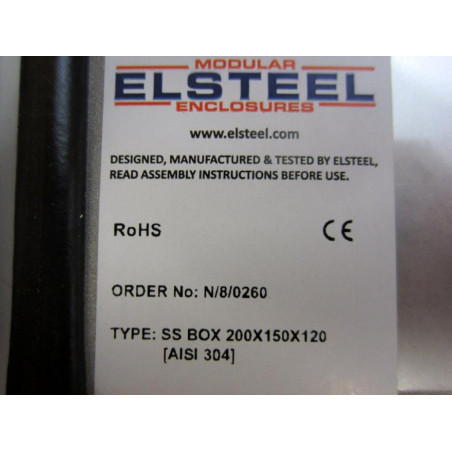 MODULAR
ELSTEEL
ENCLOSURES
www.elsteel.com
DESIGNED, MANUFACTURED & TESTED BY ELSTEEL,
READ ASSEMBLY INSTRUCTIONS BEFORE USE.
RoHS CE
ORDER No: N/8/0260
TYPE: SS BOX 200X150X120
[AISI 304]